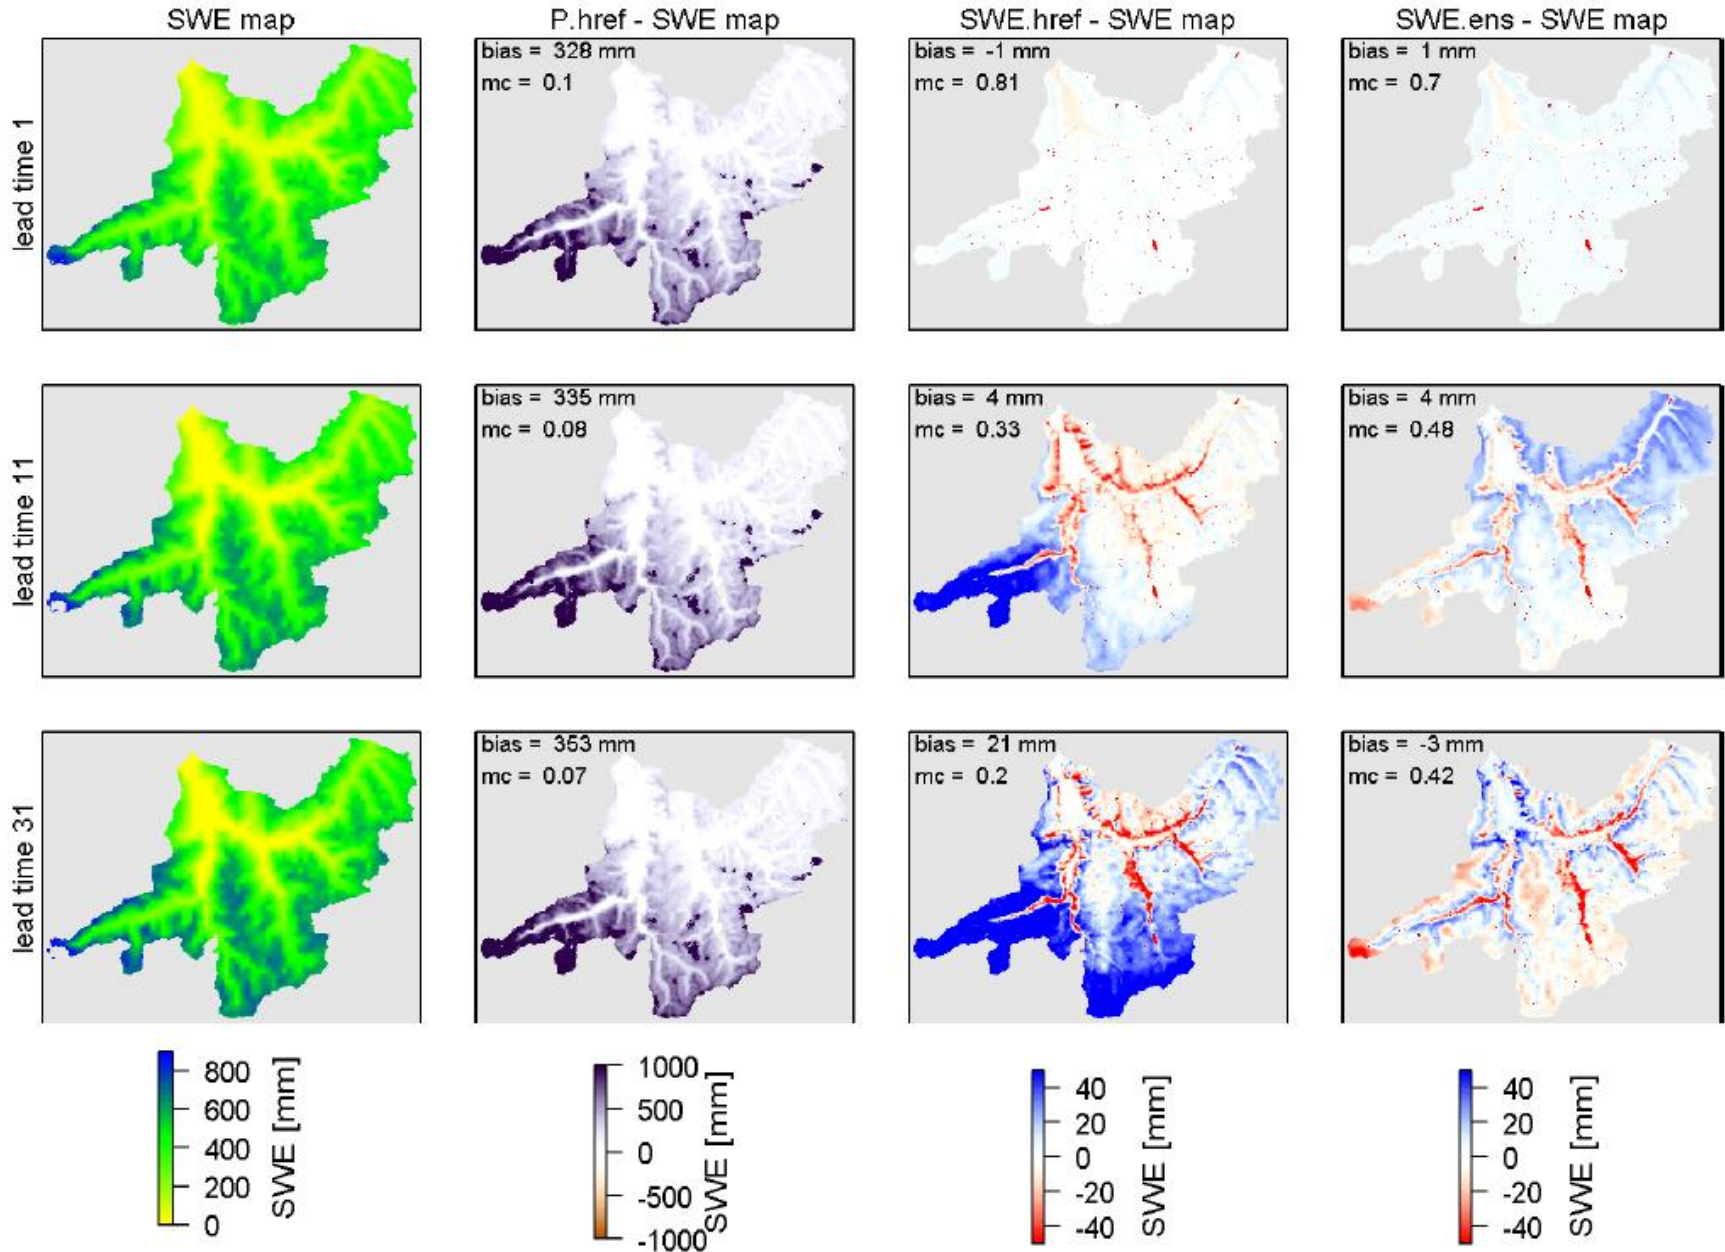 SWE map
P.href - SWE map
SWE.href - SWE map
SWE.ens - SWE map
lead time 1
bias = 328 mm
mc = 0.1
bias = -1 mm
mc = 0.81
bias = 1 mm
mc = 0.7
lead time 11
bias = 335 mm
mc = 0.08
bias = 4 mm
mc = 0.33
bias = 4 mm
mc = 0.48
lead time 31
bias = 353 mm
mc = 0.07
bias = 21 mm
mc = 0.2
bias = -3 mm
mc = 0.42
800
600
400
200
0
SWE [mm]
1000
500
0
-500
-1000
SWE [mm]
40
20
0
-20
-40
SWE [mm]
40
20
0
-20
-40
SWE [mm]